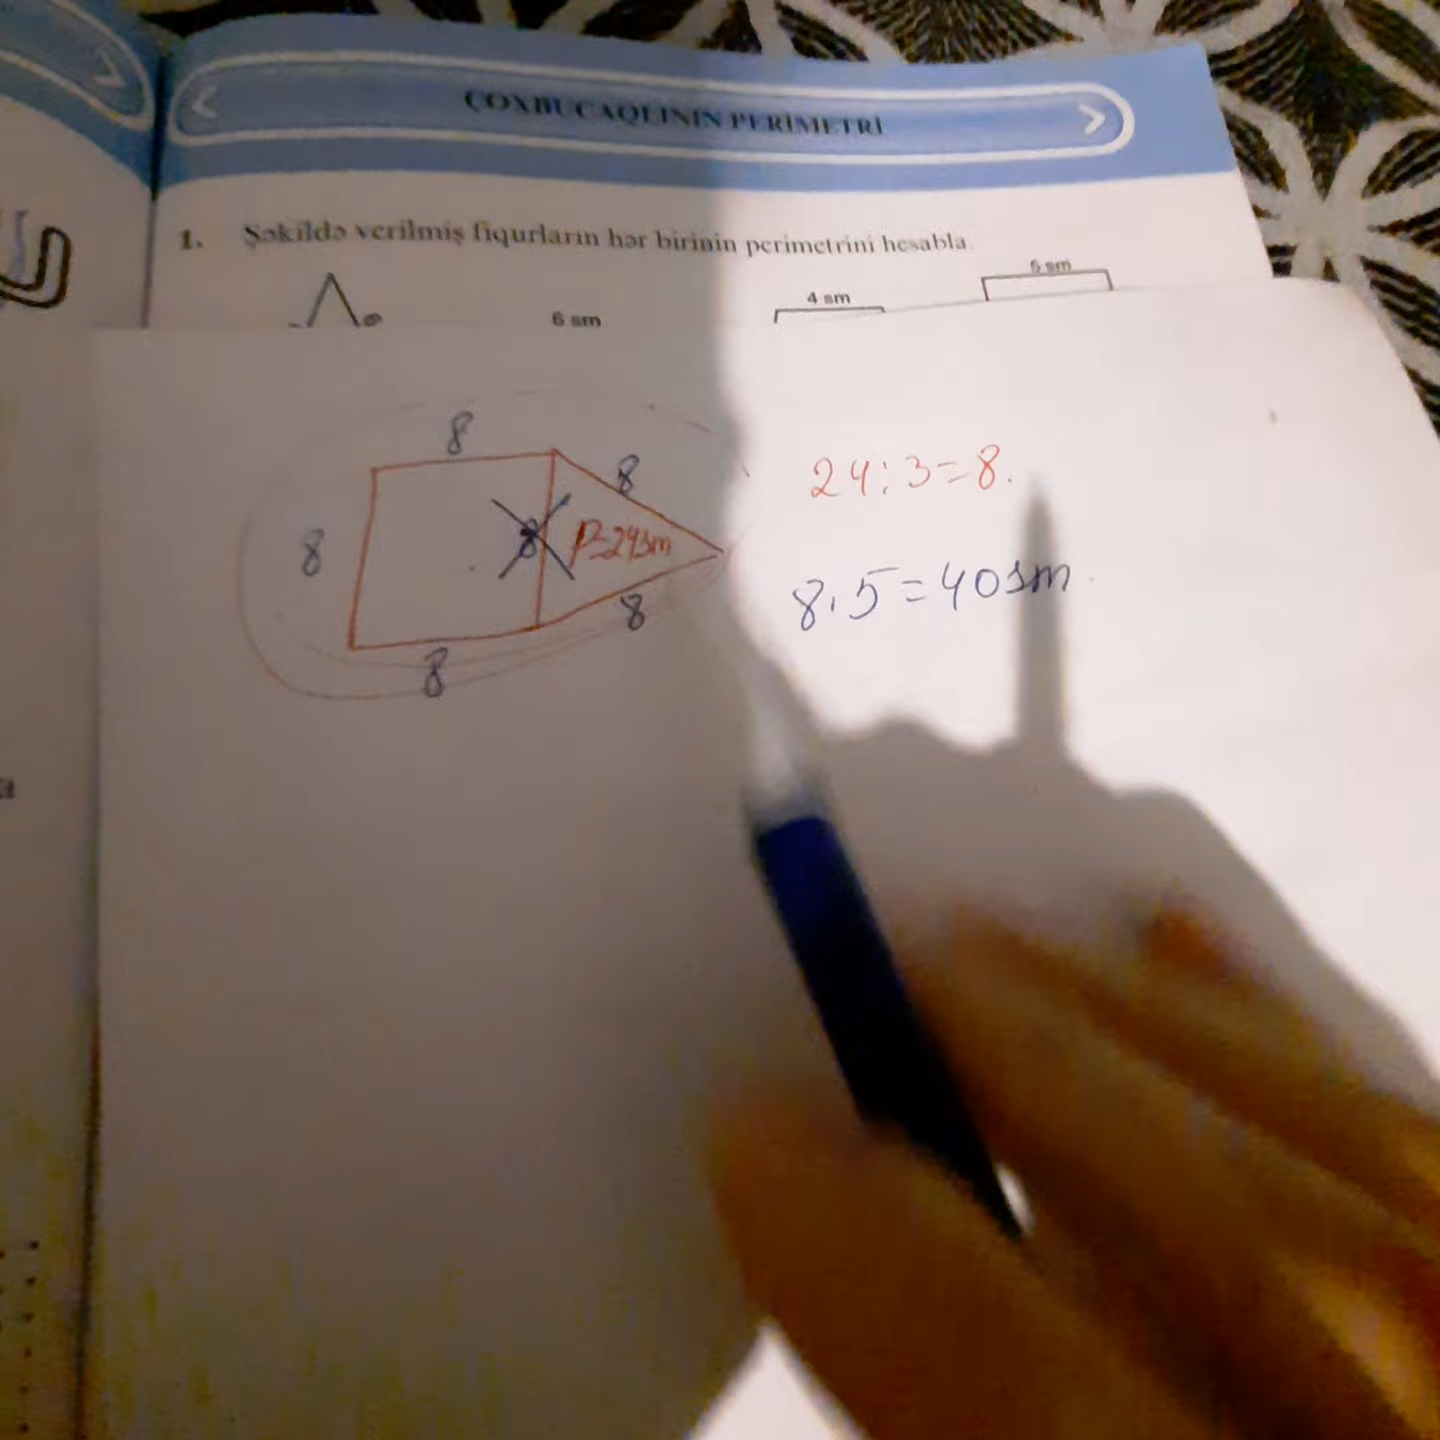 ÇOXBUCAQLININ PERİMETRİ
1. Şəkildə verilmiş fiqurların hər birinin perimetrini hesabla.
6 sm
4 sm
5 sm
8
8
8
8
P=24sm
8
8
24:3=8.
8.5=40sm
a